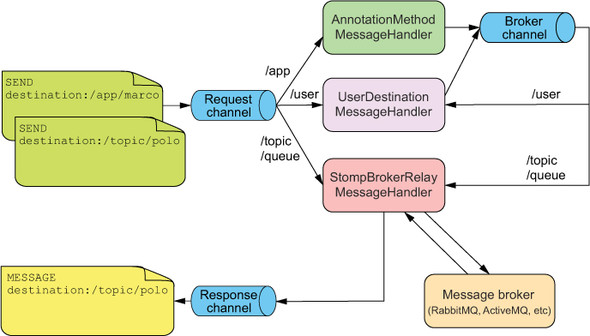 AnnotationMethod
MessageHandler
Broker
channel
/app
SEND
destination:/app/marco
Request
channel
/user
UserDestination
MessageHandler
/user
SEND
destination:/topic/polo
/topic
/queue
/topic
/queue
StompBrokerRelay
MessageHandler
MESSAGE
destination:/topic/polo
Response
channel
Message broker
(RabbitMQ, ActiveMQ, etc)